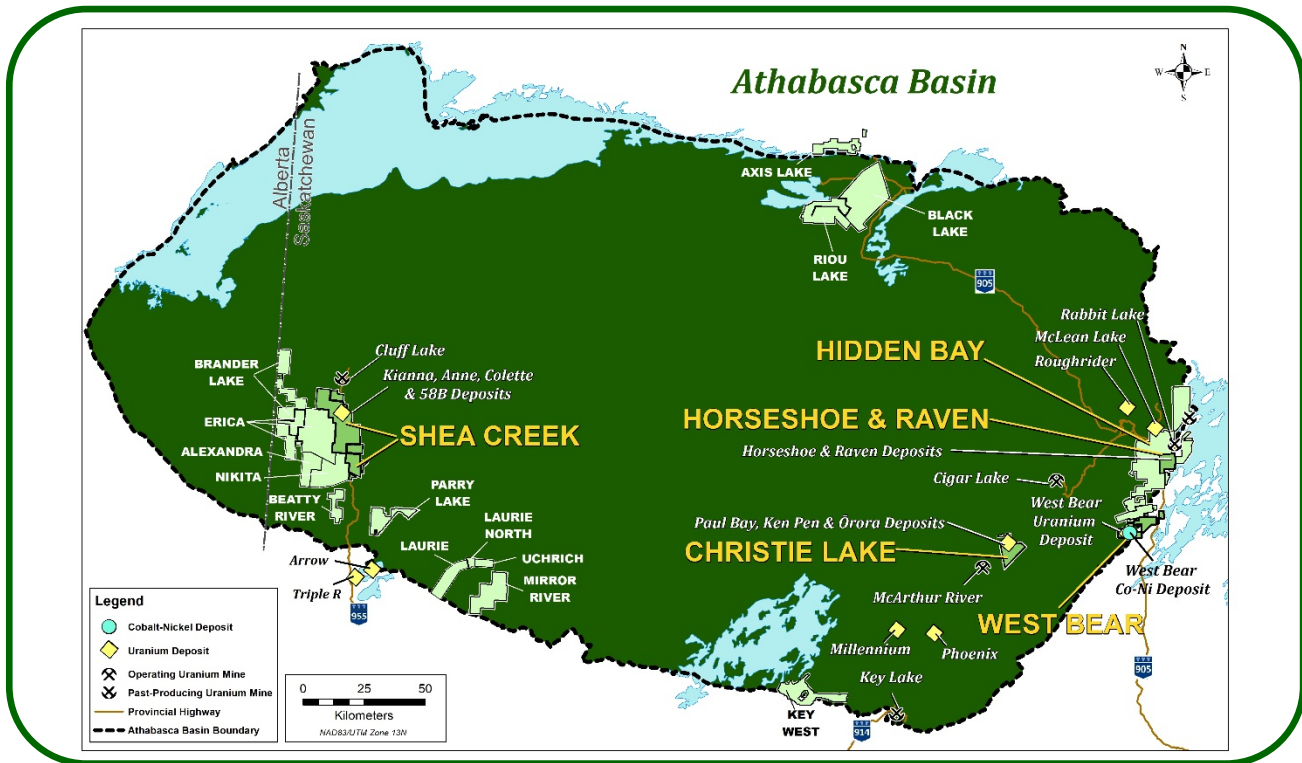 Athabasca Basin
N
W
E
S
Alberta
Saskatchewan
AXIS LAKE
BLACK
LAKE
RIOU
LAKE
905
Rabbit Lake
McLean Lake
Roughrider
HIDDEN BAY
HORSESHOE & RAVEN
Horseshoe & Raven Deposits
Cigar Lake
West Bear
Uranium
Deposit
Paul Bay, Ken Pen & Ōrora Deposits
CHRISTIE LAKE
McArthur River
West Bear
Co-Ni Deposit
WEST BEAR
Millennium
Phoenix
Key Lake
905
KEY
WEST
914
BRANDER
LAKE
Cluff Lake
Kianna, Anne, Colette
& 58B Deposits
ERICA
SHEA CREEK
ALEXANDRA
NIKITA
BEATTY
RIVER
PARRY
LAKE
LAURIE
NORTH
LAURIE
UCHRICH
MIRROR
RIVER
Arrow
Triple R
955
Legend
Cobalt-Nickel Deposit
Uranium Deposit
Operating Uranium Mine
Past-Producing Uranium Mine
Provincial Highway
Athabasca Basin Boundary
0 25 50
Kilometers
NAD83/UTM Zone 13N